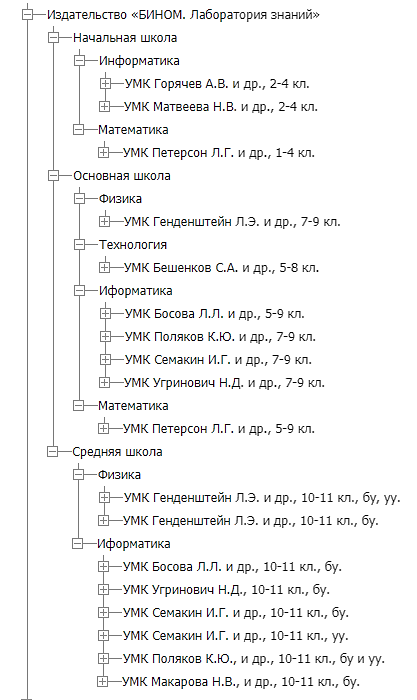 Издательство «БИНОМ. Лаборатория знаний»
Начальная школа
Информатика
УМК Горячев А.В. и др., 2-4 кл.
УМК Матвеева Н.В. и др., 2-4 кл.
Математика
УМК Петерсон Л.Г. и др., 1-4 кл.
Основная школа
Физика
УМК Генденштейн Л.Э. и др., 7-9 кл.
Технология
УМК Бешенков С.А. и др., 5-8 кл.
Иформатика
УМК Босова Л.Л. и др., 5-9 кл.
УМК Поляков К.Ю. и др., 7-9 кл.
УМК Семакин И.Г. и др., 7-9 кл.
УМК Угринович Н.Д. и др., 7-9 кл.
Математика
УМК Петерсон Л.Г. и др., 5-9 кл.
Средняя школа
Физика
УМК Генденштейн Л.Э. и др., 10-11 кл., бу, уу.
УМК Генденштейн Л.Э. и др., 10-11 кл., бу.
Иформатика
УМК Босова Л.Л. и др., 10-11 кл., бу.
УМК Угринович Н.Д., 10-11 кл., бу.
УМК Семакин И.Г. и др., 10-11 кл., бу.
УМК Семакин И.Г. и др., 10-11 кл., уу.
УМК Поляков К.Ю., и др., 10-11 кл., бу и уу.
УМК Макарова Н.В., и др., 10-11 кл., бу.